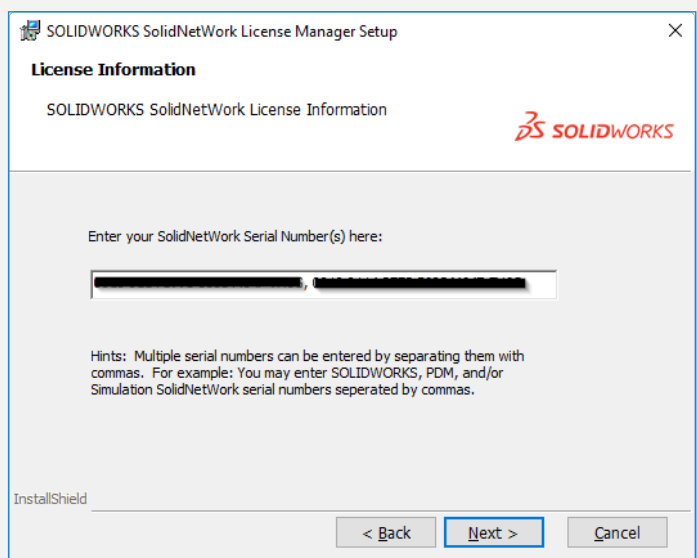 SOLIDWORKS SolidNetWork License Manager Setup
License Information
SOLIDWORKS SolidNetWork License Information
SOLIDWORKS
Enter your SolidNetWork Serial Number(s) here:
Hints: Multiple serial numbers can be entered by separating them with
commas. For example: You may enter SOLIDWORKS, PDM, and/or
Simulation SolidNetWork serial numbers seperated by commas.
InstallShield
< Back Next > Cancel